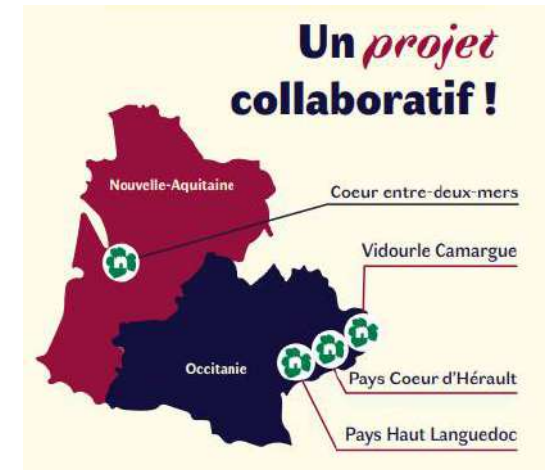 Un projet
collaboratif !
Nouvelle-Aquitaine
Coeur entre-deux-mers
Vidourle Camargue
Occitanie
Pays Coeur d'Hérault
Pays Haut Languedoc